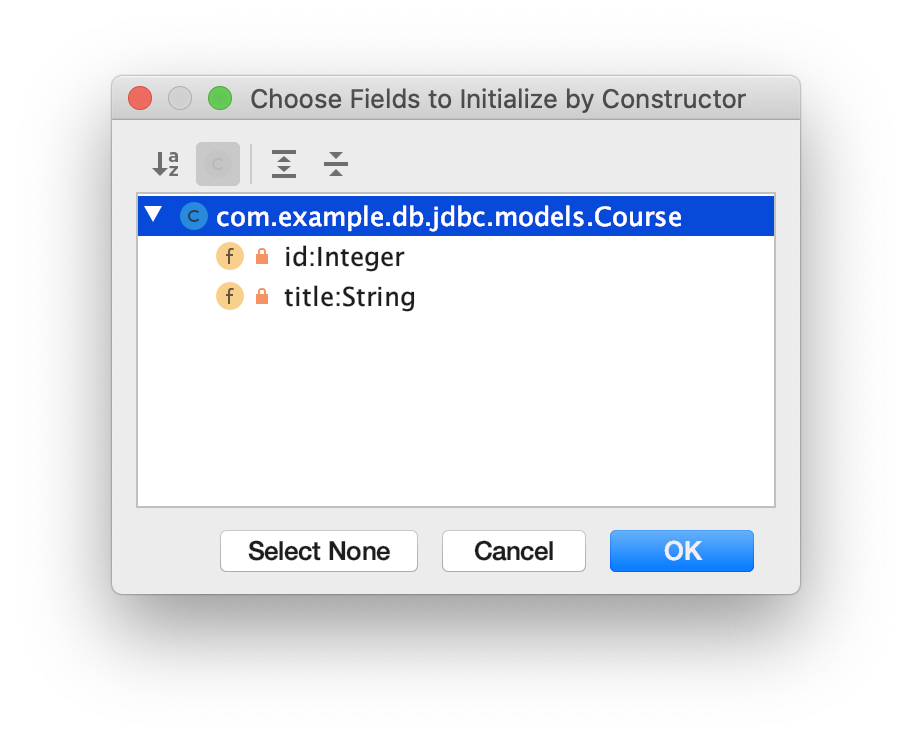 Choose Fields to Initialize by Constructor
a
z
C
C com.example.db.jdbc.models.Course
f id:Integer
f title:String
Select None Cancel OK